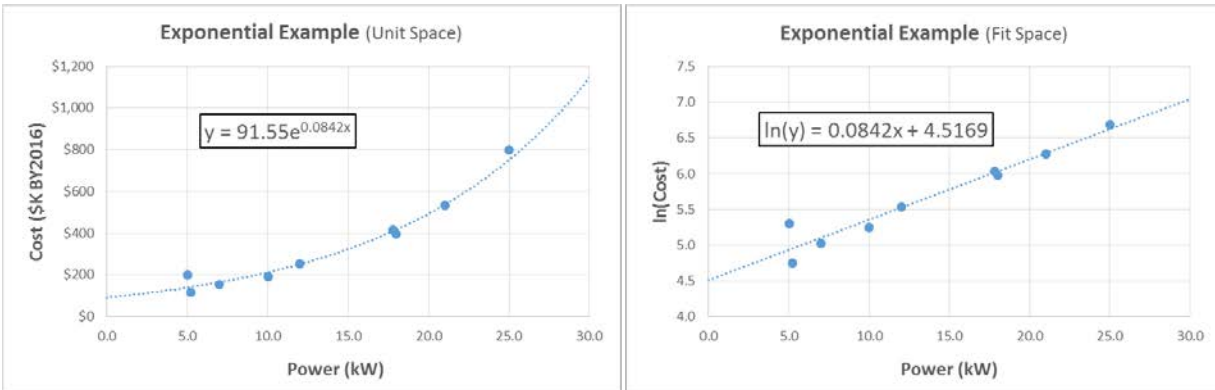 Exponential Example (Unit Space)
$1,200
$1,000
$800
$600
$400
$200
$0
Cost ($K BY2016)
y = 91.55e^0.0842x
0.0 5.0 10.0 15.0 20.0 25.0 30.0
Power (kW)
Exponential Example (Fit Space)
7.5
7.0
6.5
6.0
5.5
5.0
4.5
4.0
ln(Cost)
ln(y) = 0.0842x + 4.5169
0.0 5.0 10.0 15.0 20.0 25.0 30.0
Power (kW)